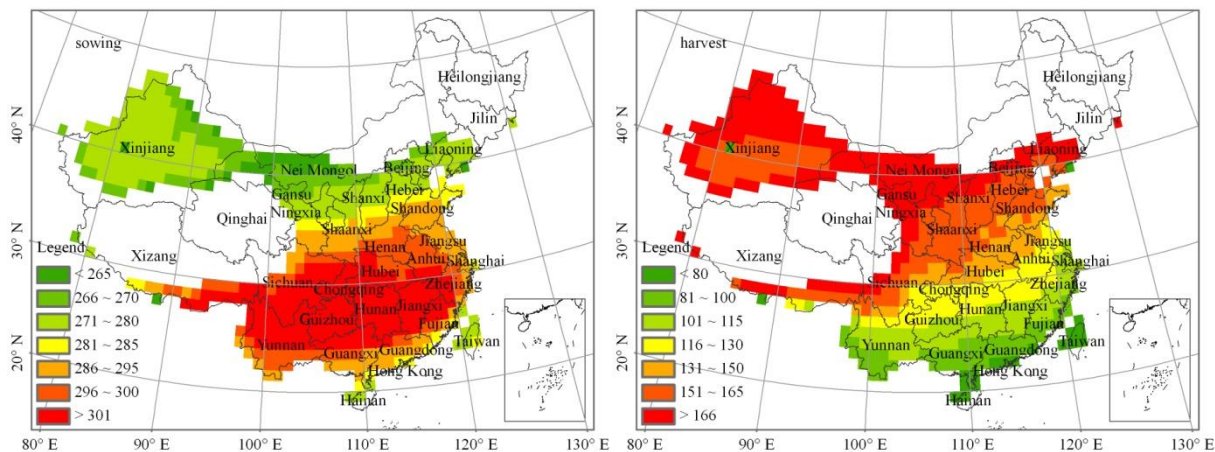 sowing
Heilongjiang
Jilin
40° N
Xinjiang
Liaoning
Nei Mongol
Beijing
Gansu
Shanxi
Hebei
Qinghai
Ningxia
Shandong
30° N
Shaanxi
Henan
Jiangsu
Legend
Xizang
Anhui
Shanghai
< 265
Sichuan
Hubei
Chongqing
Zhejiang
266 ~ 270
Hunan
Jiangxi
271 ~ 280
Guizhou
Fujian
281 ~ 285
Yunnan
Guangxi
Guangdong
Taiwan
20° N
286 ~ 295
Hong Kong
296 ~ 300
Hainan
> 301
80° E
90° E
100° E
110° E
120° E
130° E
harvest
Heilongjiang
Jilin
40° N
Xinjiang
Liaoning
Nei Mongol
Beijing
Gansu
Shanxi
Hebei
Qinghai
Ningxia
Shandong
30° N
Shaanxi
Henan
Jiangsu
Legend
Xizang
Anhui
Shanghai
< 80
Sichuan
Hubei
Chongqing
Zhejiang
81 ~ 100
Hunan
Jiangxi
101 ~ 115
Guizhou
Fujian
116 ~ 130
Yunnan
Guangxi
Guangdong
Taiwan
20° N
131 ~ 150
Hong Kong
151 ~ 165
Hainan
> 166
80° E
90° E
100° E
110° E
120° E
130° E